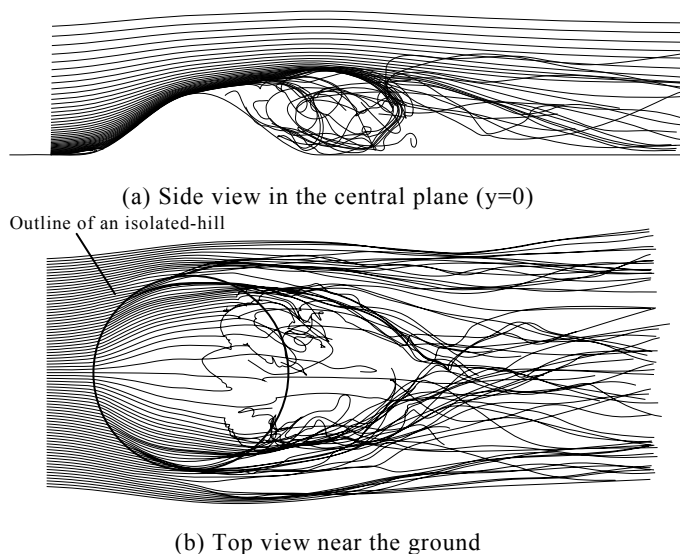 (a) Side view in the central plane (y=0)
Outline of an isolated-hill
(b) Top view near the ground